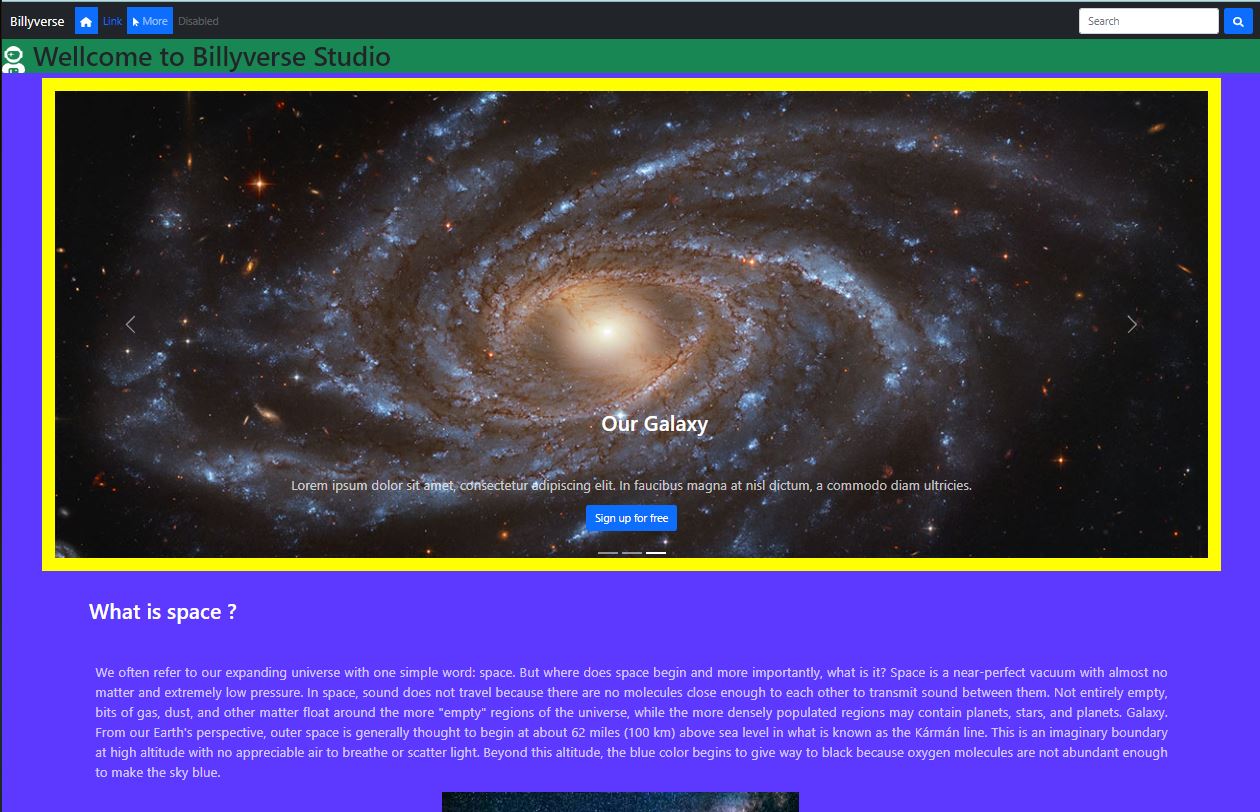 Billyverse Link More Disabled Search
Wellcome to Billyverse Studio
Our Galaxy
Lorem ipsum dolor sit amet, consectetur adipiscing elit. In faucibus magna at nisl dictum, a commodo diam ultricies.
Sign up for free
What is space ?
We often refer to our expanding universe with one simple word: space. But where does space begin and more importantly, what is it? Space is a near-perfect vacuum with almost no
matter and extremely low pressure. In space, sound does not travel because there are no molecules close enough to each other to transmit sound between them. Not entirely empty,
bits of gas, dust, and other matter float around the more "empty" regions of the universe, while the more densely populated regions may contain planets, stars, and planets. Galaxy.
From our Earth's perspective, outer space is generally thought to begin at about 62 miles (100 km) above sea level in what is known as the Kármán line. This is an imaginary boundary
at high altitude with no appreciable air to breathe or scatter light. Beyond this altitude, the blue color begins to give way to black because oxygen molecules are not abundant enough
to make the sky blue.